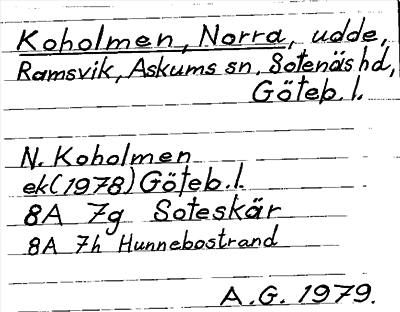 Koholmen, Norra, udde,
Ramsvik, Askums sn, Sotenäs hd,
Göteb. l.
N. Koholmen
ek (1978) Göteb. l.
8A 7g Soteskär
8A 7h Hunnebostrand
A. G. 1979.